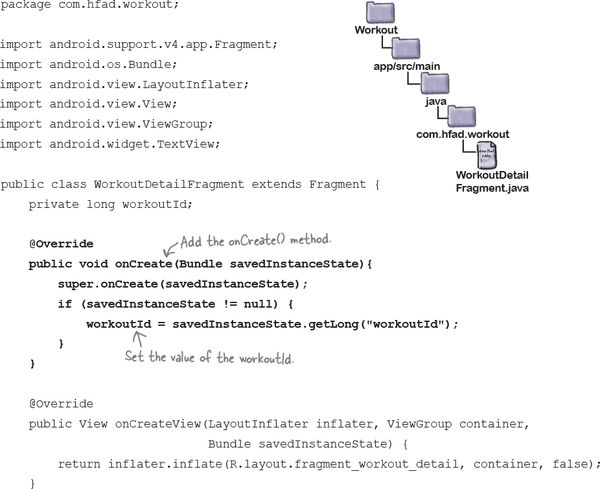 package com.hfad.workout;
import android.support.v4.app.Fragment;
import android.os.Bundle;
import android.view.LayoutInflater;
import android.view.View;
import android.view.ViewGroup;
import android.widget.TextView;
Workout
app/src/main
java
com.hfad.workout
WorkoutDetail
Fragment.java
public class WorkoutDetailFragment extends Fragment {
private long workoutId;
@Override
Add the onCreate() method.
public void onCreate(Bundle savedInstanceState){
super.onCreate(savedInstanceState);
if (savedInstanceState != null) {
workoutId = savedInstanceState.getLong("workoutId");
}
Set the value of the workoutId.
}
@Override
public View onCreateView(LayoutInflater inflater, ViewGroup container,
Bundle savedInstanceState) {
return inflater.inflate(R.layout.fragment_workout_detail, container, false);
}